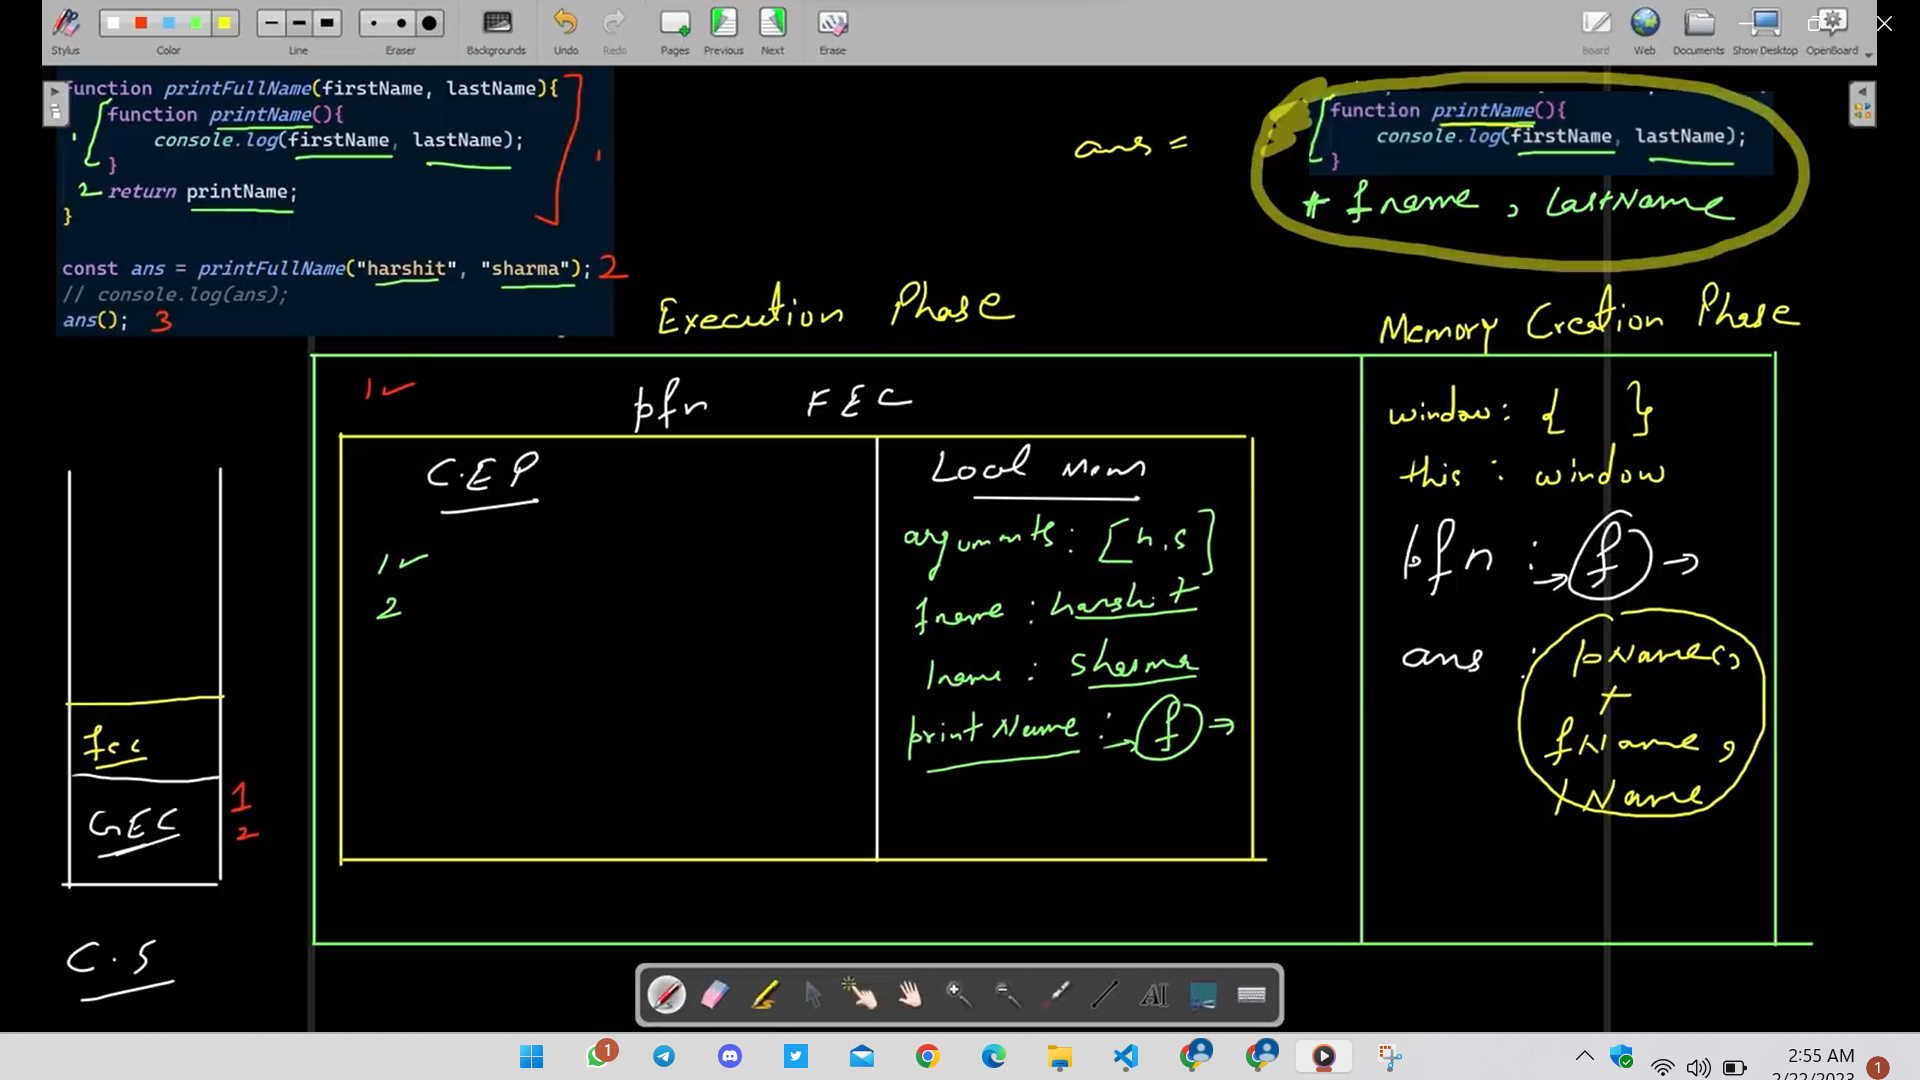 Stylus
Color
Line
Eraser
Backgrounds
Undo
Redo
Pages
Previous
Next
Erase
Board
Web
Documents
Show Desktop
OpenBoard
function printFullName(firstName, lastName){
1 function printName(){
console.log(firstName, lastName);
}
2 return printName;
}
1
const ans = printFullName("harshit", "sharma"); 2
// console.log(ans);
ans(); 3
ans =
function printName(){
console.log(firstName, lastName);
}
+ fname, lastName
Execution Phase
Memory Creation Phase
1 ✓
pfn FEC
C.E.P
1 ✓
2
Local Mem
arguments: [h,s]
fname : harshit
lname : sharma
printName : → f →
window: { }
this : window
pfn : → f →
ans : pName(,
+
fName,
lName
fec
GEC
1
2
C.S
AI
1
2:55 AM
2/22/2023
1